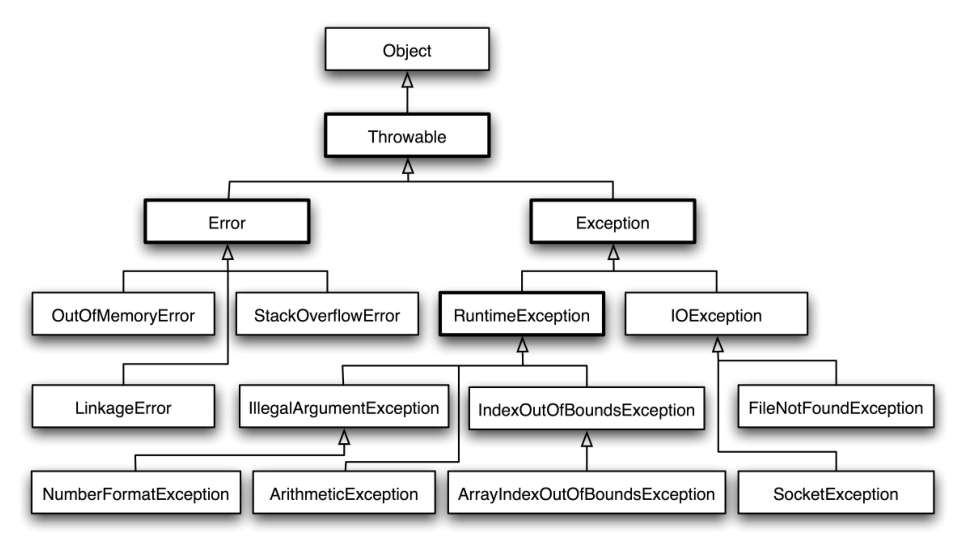 Object
Throwable
Error
Exception
OutOfMemoryError
StackOverflowError
RuntimeException
IOException
LinkageError
IllegalArgumentException
IndexOutOfBoundsException
FileNotFoundException
NumberFormatException
ArithmeticException
ArrayIndexOutOfBoundsException
SocketException